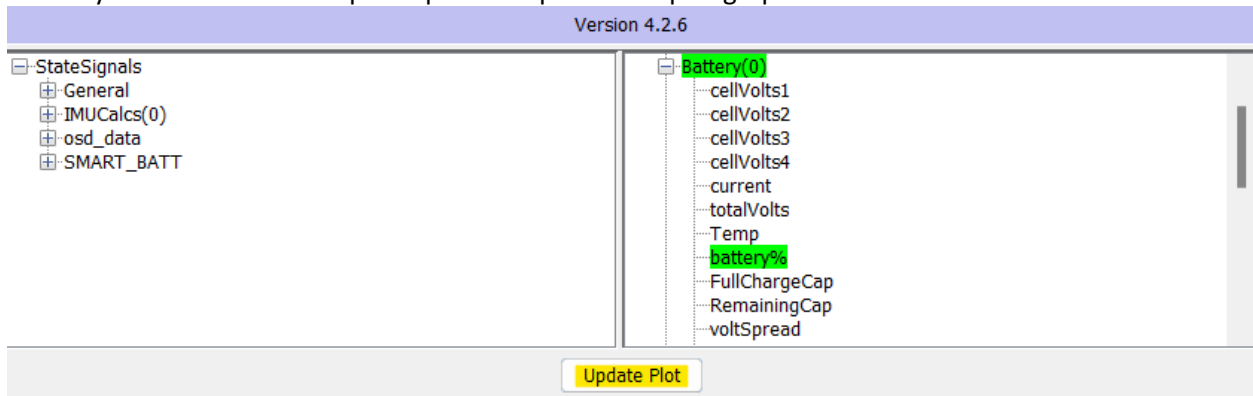 Version 4.2.6
StateSignals
General
IMUCalcs(0)
osd_data
SMART_BATT
Battery(0)
cellVolts1
cellVolts2
cellVolts3
cellVolts4
current
totalVolts
Temp
battery%
FullChargeCap
RemainingCap
voltSpread
Update Plot